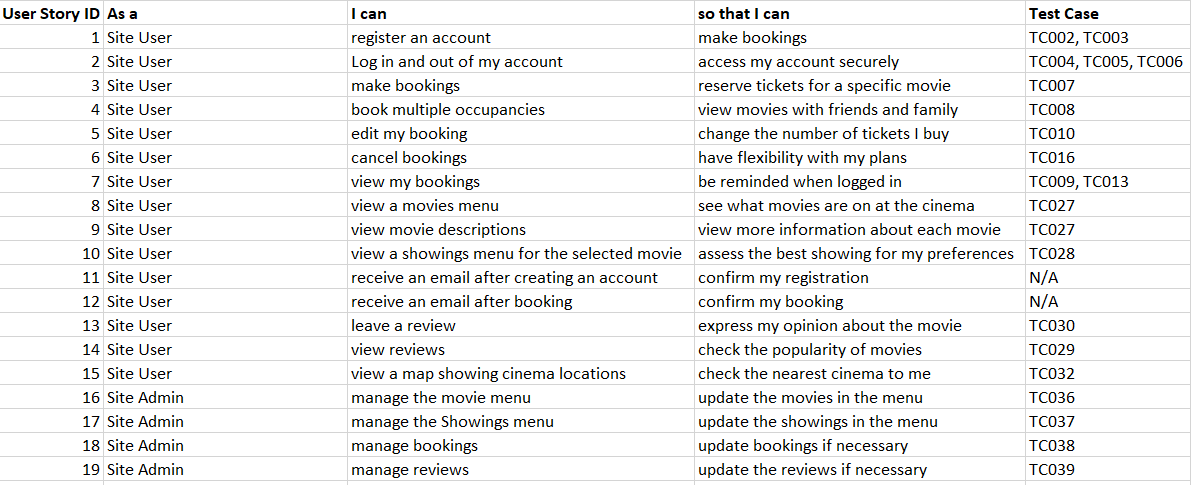 User Story ID As a I can so that I can Test Case
1 Site User register an account make bookings TC002, TC003
2 Site User Log in and out of my account access my account securely TC004, TC005, TC006
3 Site User make bookings reserve tickets for a specific movie TC007
4 Site User book multiple occupancies view movies with friends and family TC008
5 Site User edit my booking change the number of tickets I buy TC010
6 Site User cancel bookings have flexibility with my plans TC016
7 Site User view my bookings be reminded when logged in TC009, TC013
8 Site User view a movies menu see what movies are on at the cinema TC027
9 Site User view movie descriptions view more information about each movie TC027
10 Site User view a showings menu for the selected movie assess the best showing for my preferences TC028
11 Site User receive an email after creating an account confirm my registration N/A
12 Site User receive an email after booking confirm my booking N/A
13 Site User leave a review express my opinion about the movie TC030
14 Site User view reviews check the popularity of movies TC029
15 Site User view a map showing cinema locations check the nearest cinema to me TC032
16 Site Admin manage the movie menu update the movies in the menu TC036
17 Site Admin manage the Showings menu update the showings in the menu TC037
18 Site Admin manage bookings update bookings if necessary TC038
19 Site Admin manage reviews update the reviews if necessary TC039